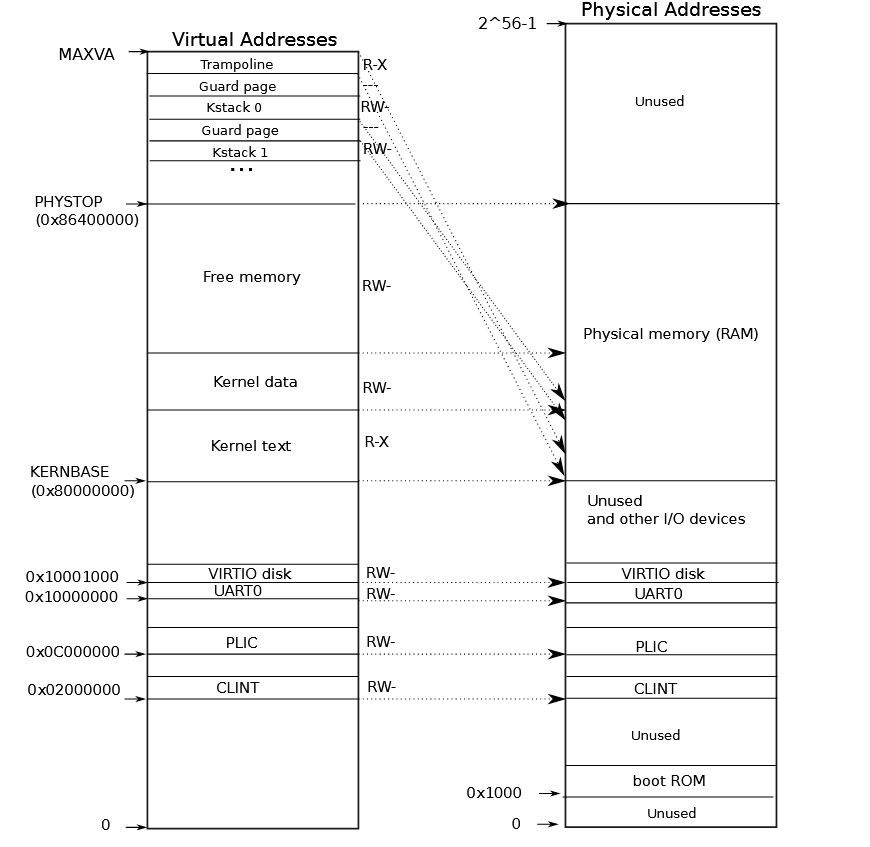 Physical Addresses
2^56-1
Virtual Addresses
MAXVA
Trampoline
R-X
Guard page
---
Unused
Kstack 0
RW-
Guard page
---
Kstack 1
RW-
...
PHYSTOP
(0x86400000)
Free memory
RW-
Physical memory (RAM)
Kernel data
RW-
Kernel text
R-X
KERNBASE
(0x80000000)
Unused
and other I/O devices
0x10001000
VIRTIO disk
RW-
VIRTIO disk
0x10000000
UART0
RW-
UART0
0x0C000000
PLIC
RW-
PLIC
0x02000000
CLINT
RW-
CLINT
Unused
boot ROM
0x1000
Unused
0
0